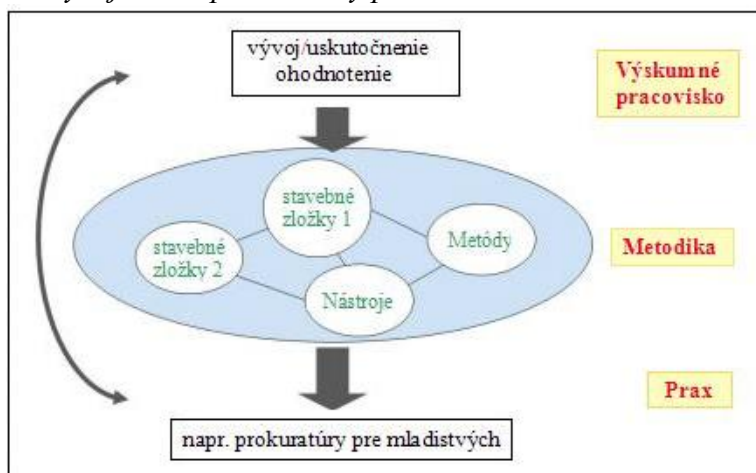 vývoj/uskutočnenie
ohodnotenie
Výskumné
pracovisko
stavebné
zložky 1
stavebné
zložky 2
Metódy
Nástroje
Metodika
Prax
napr. prokuratúry pre mladistvých